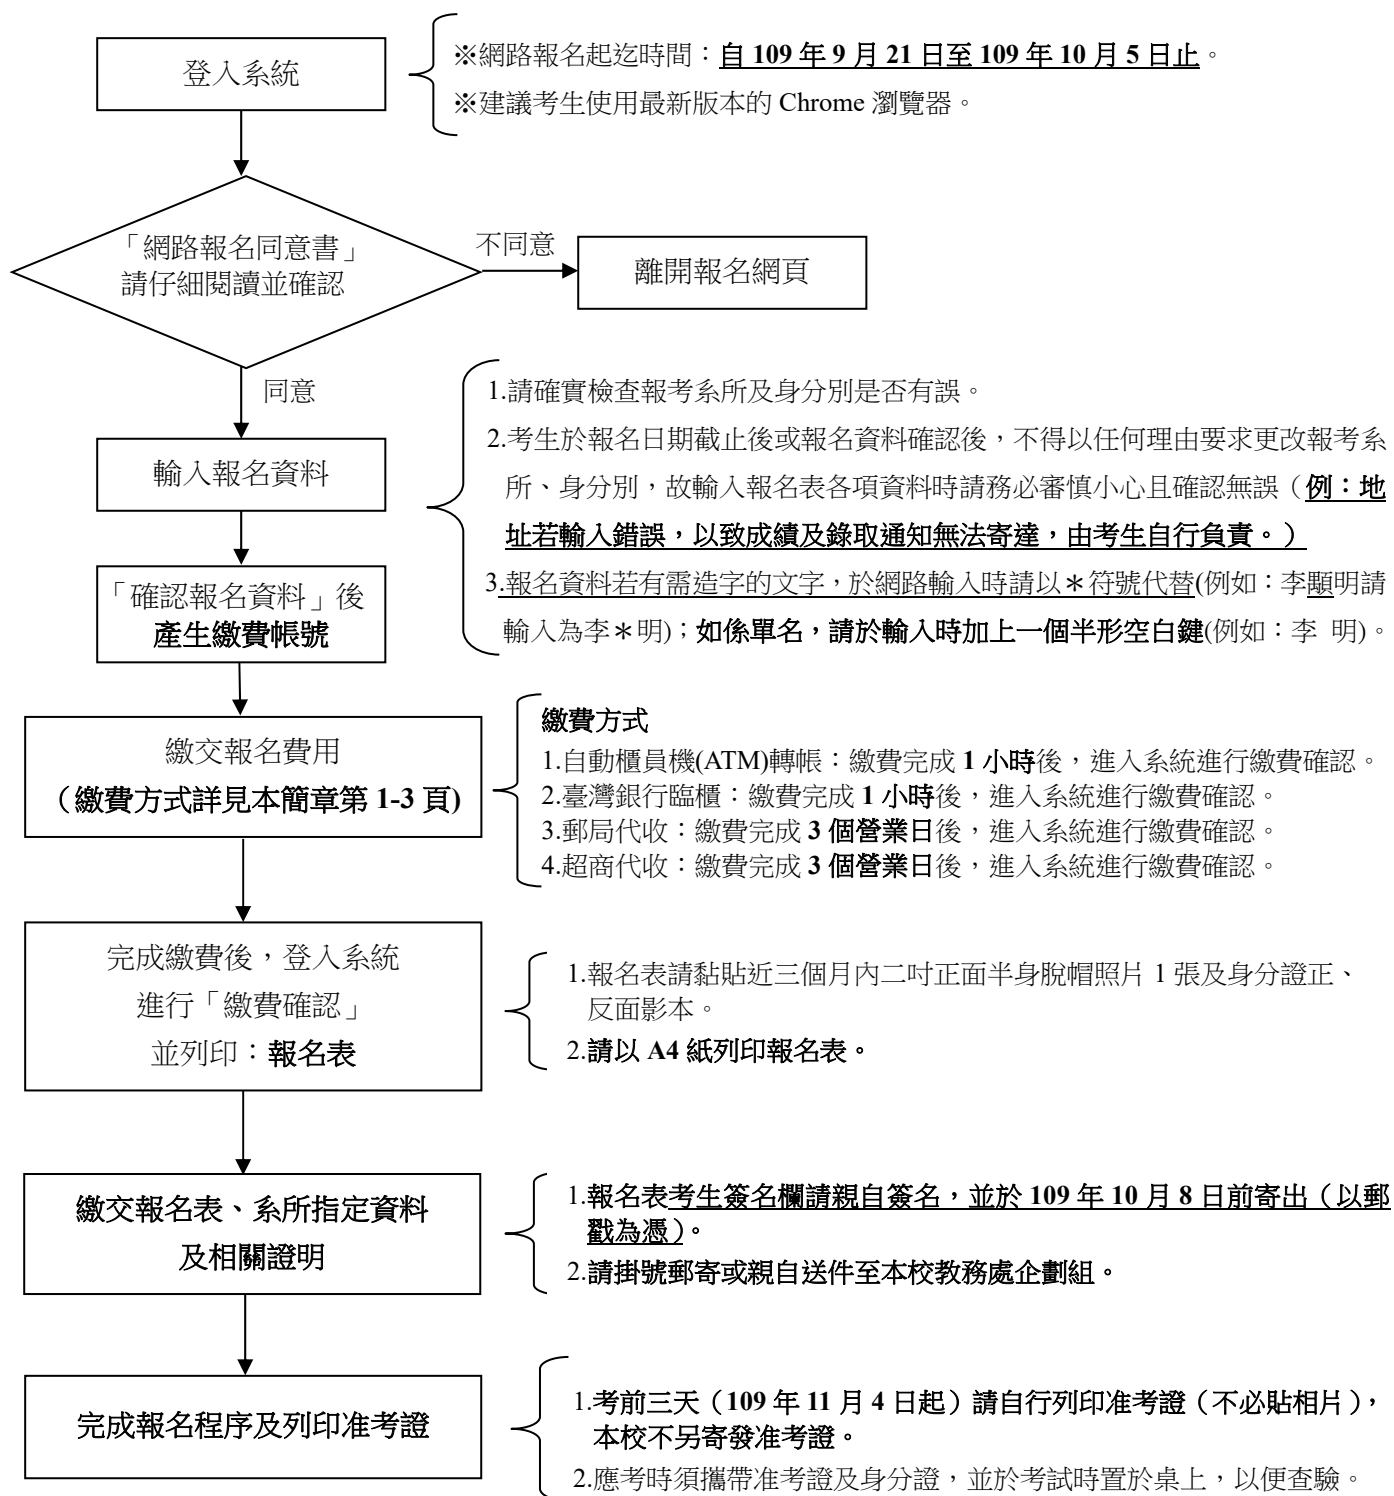 登入系統
※網路報名起迄時間：自 109 年 9 月 21 日至 109 年 10 月 5 日止。
※建議考生使用最新版本的 Chrome 瀏覽器。
「網路報名同意書」
請仔細閱讀並確認
不同意
離開報名網頁
同意
輸入報名資料
「確認報名資料」後
產生繳費帳號
1.請確實檢查報考系所及身分別是否有誤。
2.考生於報名日期截止後或報名資料確認後，不得以任何理由要求更改報考系
所、身分別，故輸入報名表各項資料時請務必審慎小心且確認無誤（例：地
址若輸入錯誤，以致成績及錄取通知無法寄達，由考生自行負責。）
3.報名資料若有需造字的文字，於網路輸入時請以＊符號代替(例如：李顯明請
輸入為李＊明)；如係單名，請於輸入時加上一個半形空白鍵(例如：李 明)。
繳交報名費用
（繳費方式詳見本簡章第 1-3 頁)
繳費方式
1.自動櫃員機(ATM)轉帳：繳費完成 1 小時後，進入系統進行繳費確認。
2.臺灣銀行臨櫃：繳費完成 1 小時後，進入系統進行繳費確認。
3.郵局代收：繳費完成 3 個營業日後，進入系統進行繳費確認。
4.超商代收：繳費完成 3 個營業日後，進入系統進行繳費確認。
完成繳費後，登入系統
進行「繳費確認」
並列印：報名表
1.報名表請黏貼近三個月內二吋正面半身脫帽照片 1 張及身分證正、
反面影本。
2.請以 A4 紙列印報名表。
繳交報名表、系所指定資料
及相關證明
1.報名表考生簽名欄請親自簽名，並於 109 年 10 月 8 日前寄出（以郵
戳為憑）。
2.請掛號郵寄或親自送件至本校教務處企劃組。
完成報名程序及列印准考證
1.考前三天（109 年 11 月 4 日起）請自行列印准考證（不必貼相片），
本校不另寄發准考證。
2.應考時須攜帶准考證及身分證，並於考試時置於桌上，以便查驗。